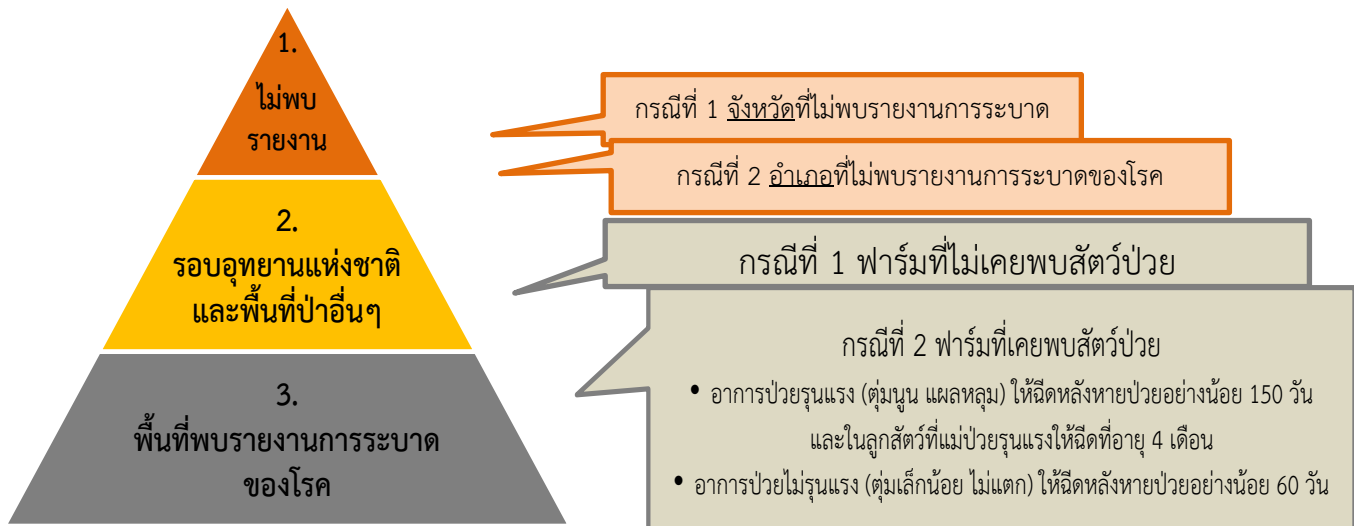 1.
ไม่พบ
รายงาน
2.
รอบอุทยานแห่งชาติ
และพื้นที่ป่าอื่นๆ
3.
พื้นที่พบรายงานการระบาด
ของโรค
กรณีที่ 1 จังหวัดที่ไม่พบรายงานการระบาด
กรณีที่ 2 อำเภอที่ไม่พบรายงานการระบาดของโรค
กรณีที่ 1 ฟาร์มที่ไม่เคยพบสัตว์ป่วย
กรณีที่ 2 ฟาร์มที่เคยพบสัตว์ป่วย
• อาการป่วยรุนแรง (ตุ่มนูน แผลหลุม) ให้ฉีดหลังหายป่วยอย่างน้อย 150 วัน
และในลูกสัตว์ที่แม่ป่วยรุนแรงให้ฉีดที่อายุ 4 เดือน
• อาการป่วยไม่รุนแรง (ตุ่มเล็กน้อย ไม่แตก) ให้ฉีดหลังหายป่วยอย่างน้อย 60 วัน